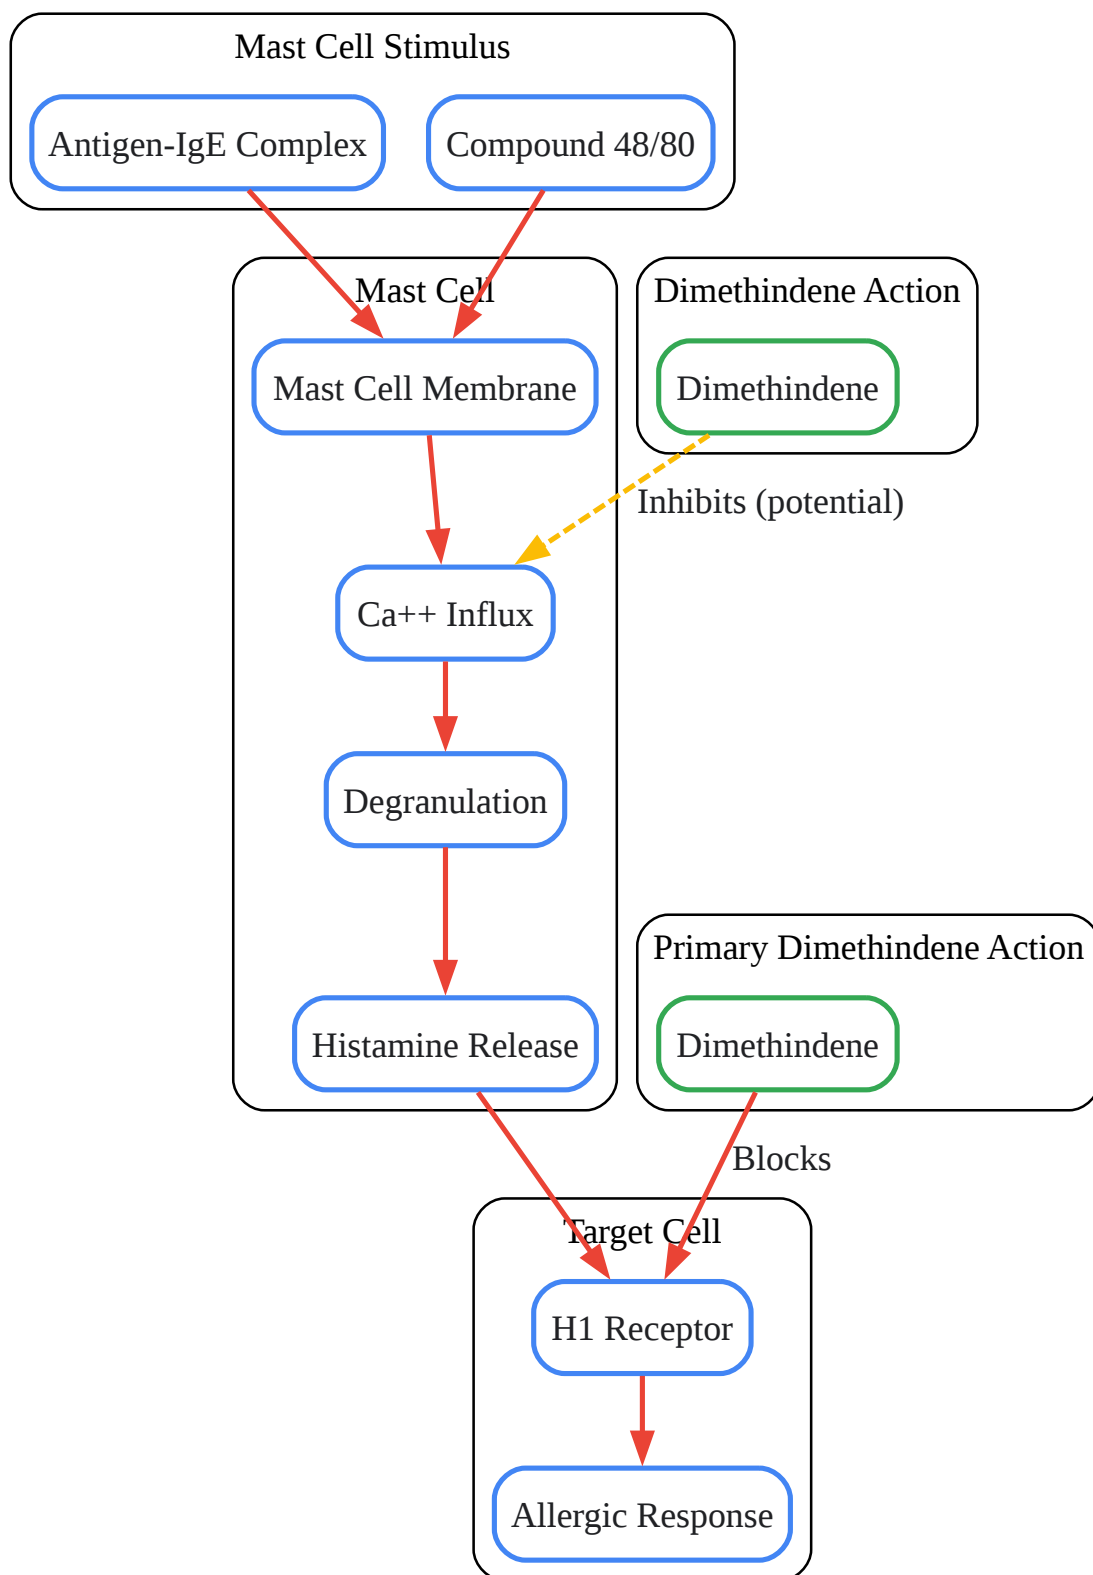 Mast Cell Stimulus
Antigen-IgE Complex
Compound 48/80
Mast Cell
Dimethindene Action
Mast Cell Membrane
Dimethindene
Inhibits (potential)
Ca++ Influx
Degranulation
Primary Dimethindene Action
Histamine Release
Dimethindene
Blocks
Target Cell
H1 Receptor
Allergic Response